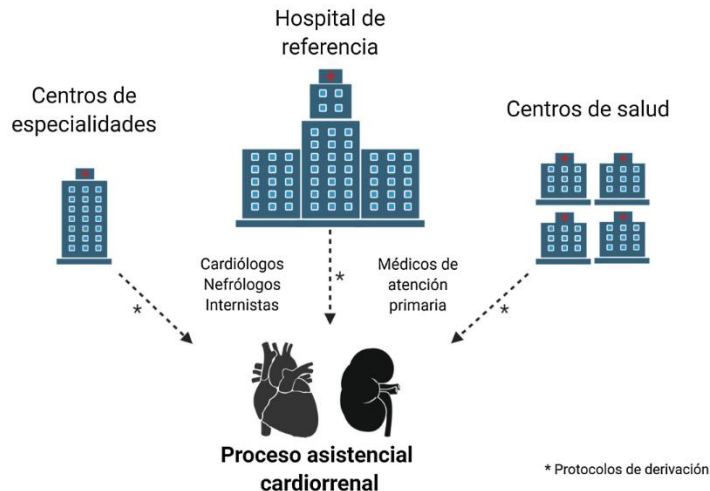 Hospital de
referencia
Centros de
especialidades
Centros de salud
Cardiólogos
Nefrólogos
Internistas
Médicos de
atención
primaria
*
*
*
Proceso asistencial
cardiorrenal
* Protocolos de derivación